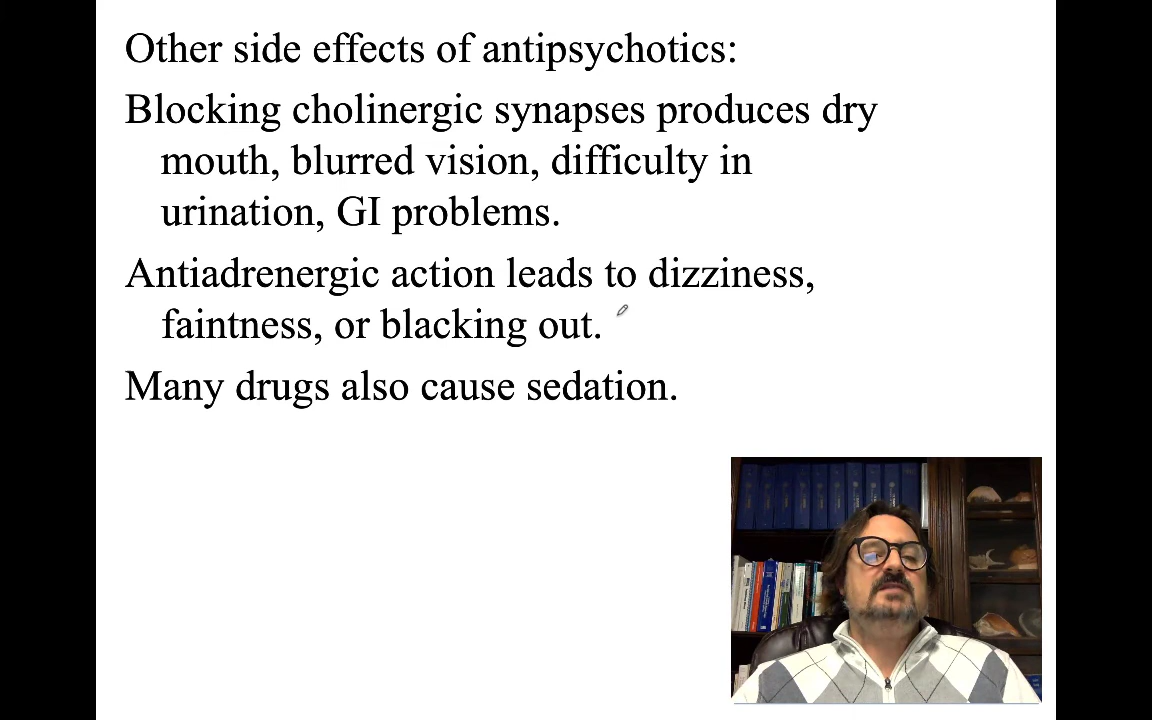 Other side effects of antipsychotics:
Blocking cholinergic synapses produces dry
mouth, blurred vision, difficulty in
urination, GI problems.
Antiadrenergic action leads to dizziness,
faintness, or blacking out.
Many drugs also cause sedation.